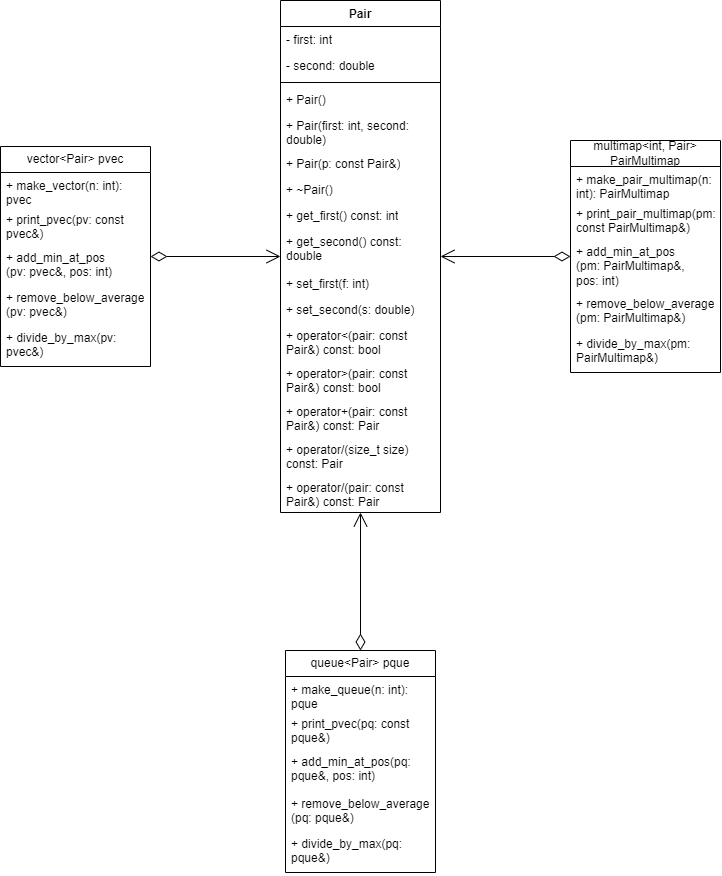 Pair
- first: int
- second: double
+ Pair()
+ Pair(first: int, second:
double)
+ Pair(p: const Pair&)
+ ~Pair()
+ get_first() const: int
+ get_second() const:
double
+ set_first(f: int)
+ set_second(s: double)
+ operator<(pair: const
Pair&) const: bool
+ operator>(pair: const
Pair&) const: bool
+ operator+(pair: const
Pair&) const: Pair
+ operator/(size_t size)
const: Pair
+ operator/(pair: const
Pair&) const: Pair
vector<Pair> pvec
+ make_vector(n: int):
pvec
+ print_pvec(pv: const
pvec&)
+ add_min_at_pos
(pv: pvec&, pos: int)
+ remove_below_average
(pv: pvec&)
+ divide_by_max(pv:
pvec&)
multimap<int, Pair>
PairMultimap
+ make_pair_multimap(n:
int): PairMultimap
+ print_pair_multimap(pm:
const PairMultimap&)
+ add_min_at_pos
(pm: PairMultimap&,
pos: int)
+ remove_below_average
(pm: PairMultimap&)
+ divide_by_max(pm:
PairMultimap&)
queue<Pair> pque
+ make_queue(n: int):
pque
+ print_pvec(pq: const
pque&)
+ add_min_at_pos(pq:
pque&, pos: int)
+ remove_below_average
(pq: pque&)
+ divide_by_max(pq:
pque&)